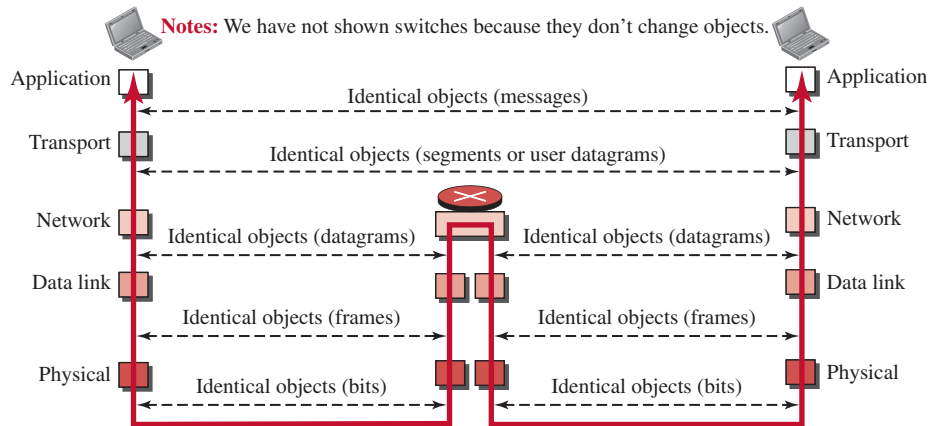 Notes: We have not shown switches because they don't change objects.
Application
Application
Identical objects (messages)
Transport
Transport
Identical objects (segments or user datagrams)
Network
Network
Identical objects (datagrams)
Identical objects (datagrams)
Data link
Data link
Identical objects (frames)
Identical objects (frames)
Physical
Physical
Identical objects (bits)
Identical objects (bits)